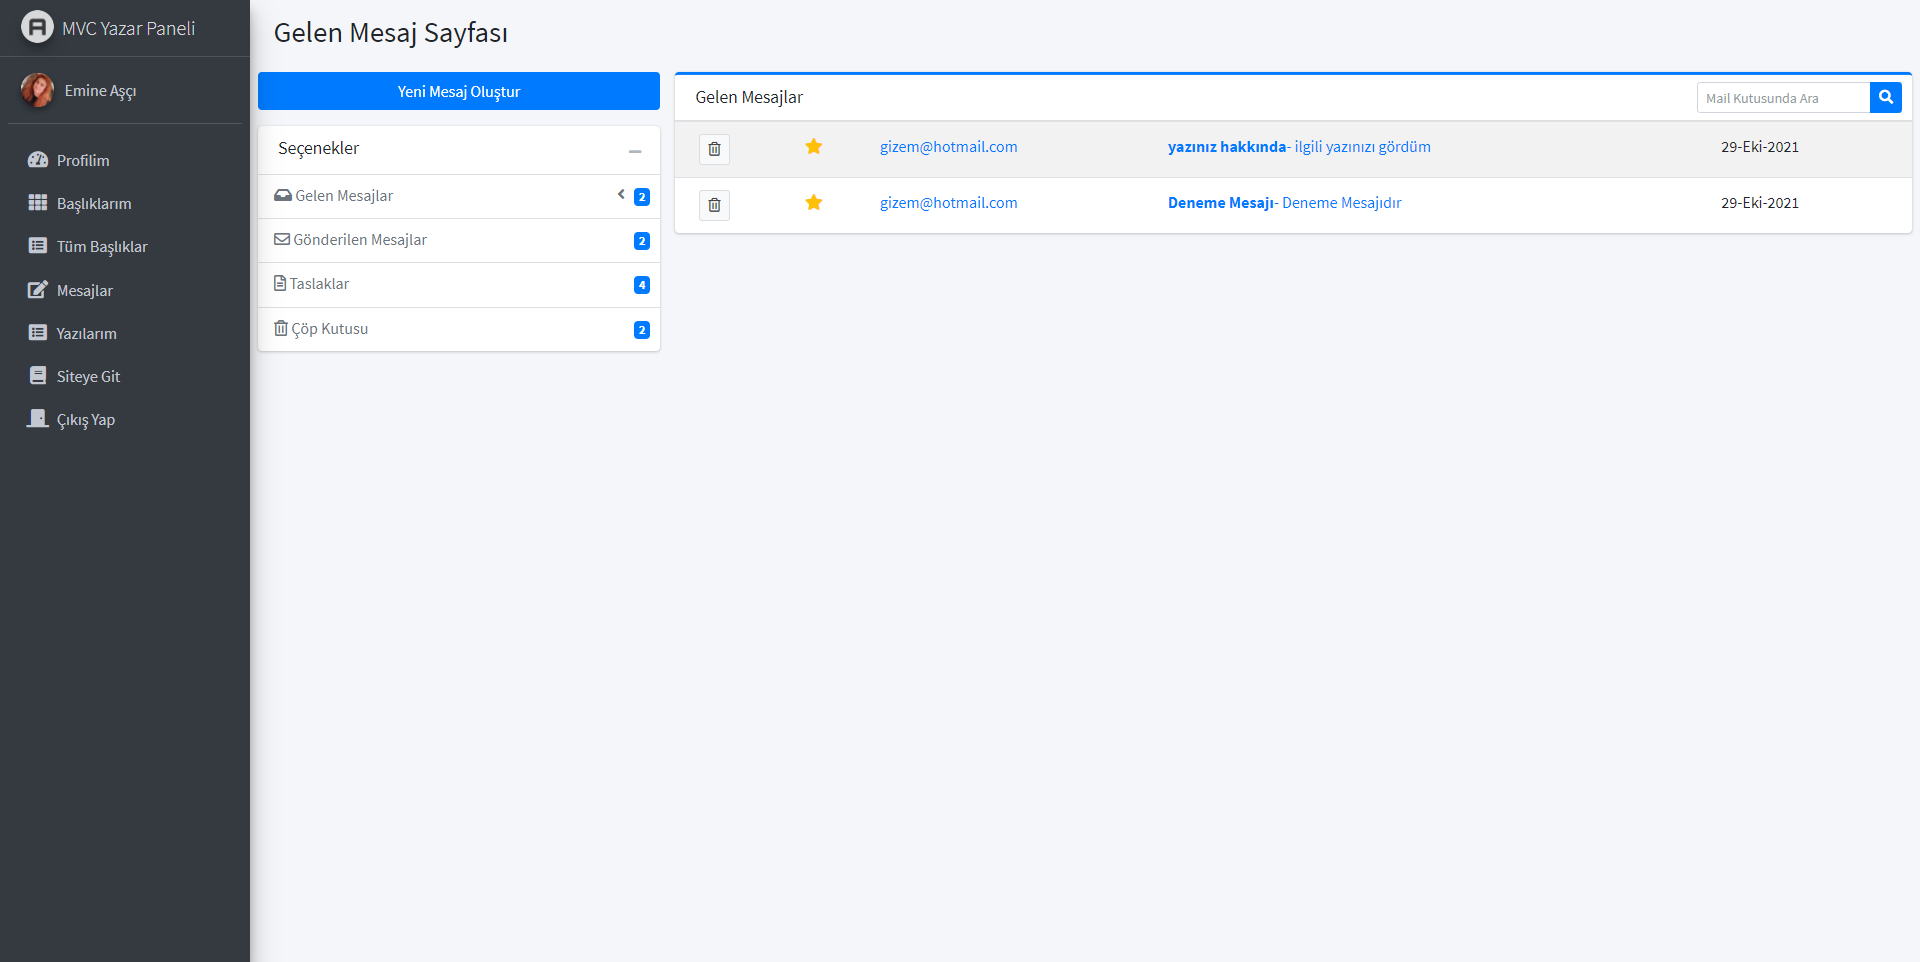 MVC Yazar Paneli
Emine Aşçı
Profilim
Başlıklarım
Tüm Başlıklar
Mesajlar
Yazılarım
Siteye Git
Çıkış Yap
Gelen Mesaj Sayfası
Yeni Mesaj Oluştur
Seçenekler
Gelen Mesajlar 2
Gönderilen Mesajlar 2
Taslaklar 4
Çöp Kutusu 2
Gelen Mesajlar
Mail Kutusunda Ara
gizem@hotmail.com yazınız hakkında- ilgili yazınızı gördüm 29-Eki-2021
gizem@hotmail.com Deneme Mesajı- Deneme Mesajıdır 29-Eki-2021